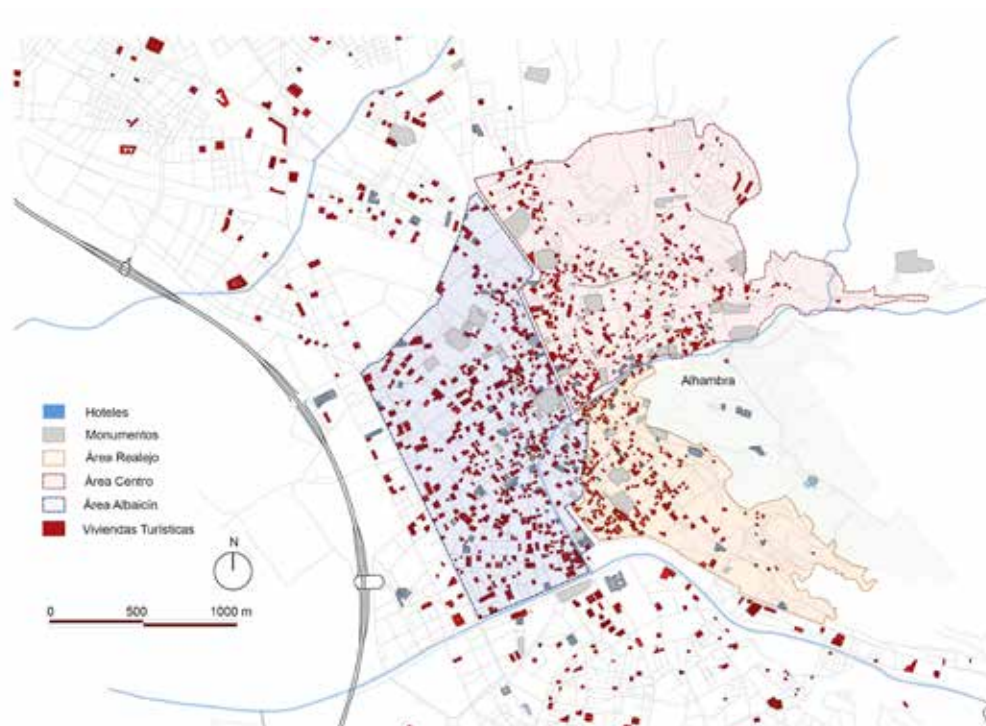 Alhambra
Hoteles
Monumentos
Área Realejo
Área Centro
Área Albaicín
Viviendas Turísticas
N
0 500 1000 m